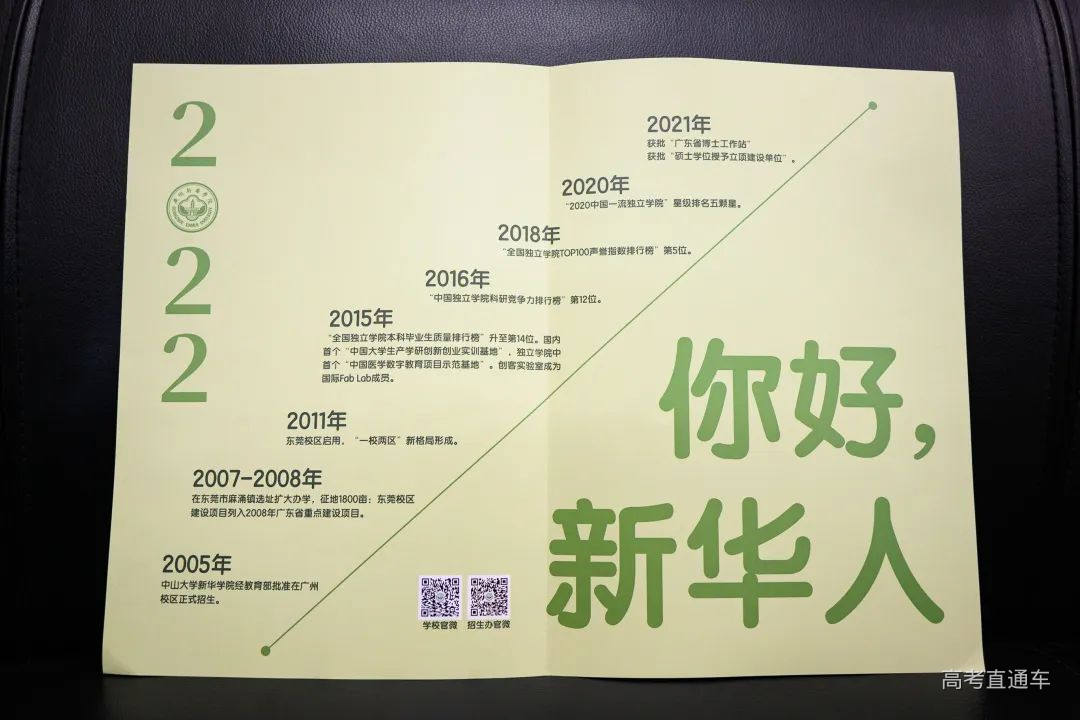 2
2
2
2021年
获批“广东省博士工作站”
获批“硕士学位授予立项建设单位”。
2020年
“2020中国一流独立学院”星级排名五颗星。
2018年
“全国独立学院TOP100声誉指数排行榜”第5位。
2016年
“中国独立学院科研竞争力排行榜”第12位。
2015年
“全国独立学院本科毕业生质量排行榜”升至第14位。国内
首个“中国大学生产学研创新创业实训基地”，独立学院中
首个“中国医学数字教育项目示范基地”。创客实验室成为
国际Fab Lab成员。
2011年
东莞校区启用，“一校两区”新格局形成。
2007-2008年
在东莞市麻涌镇选址扩大办学，征地1800亩；东莞校区
建设项目列入2008年广东省重点建设项目。
2005年
中山大学新华学院经教育部批准在广州
校区正式招生。
学校官微 招生办官微
你好，
新华人
高考直通车